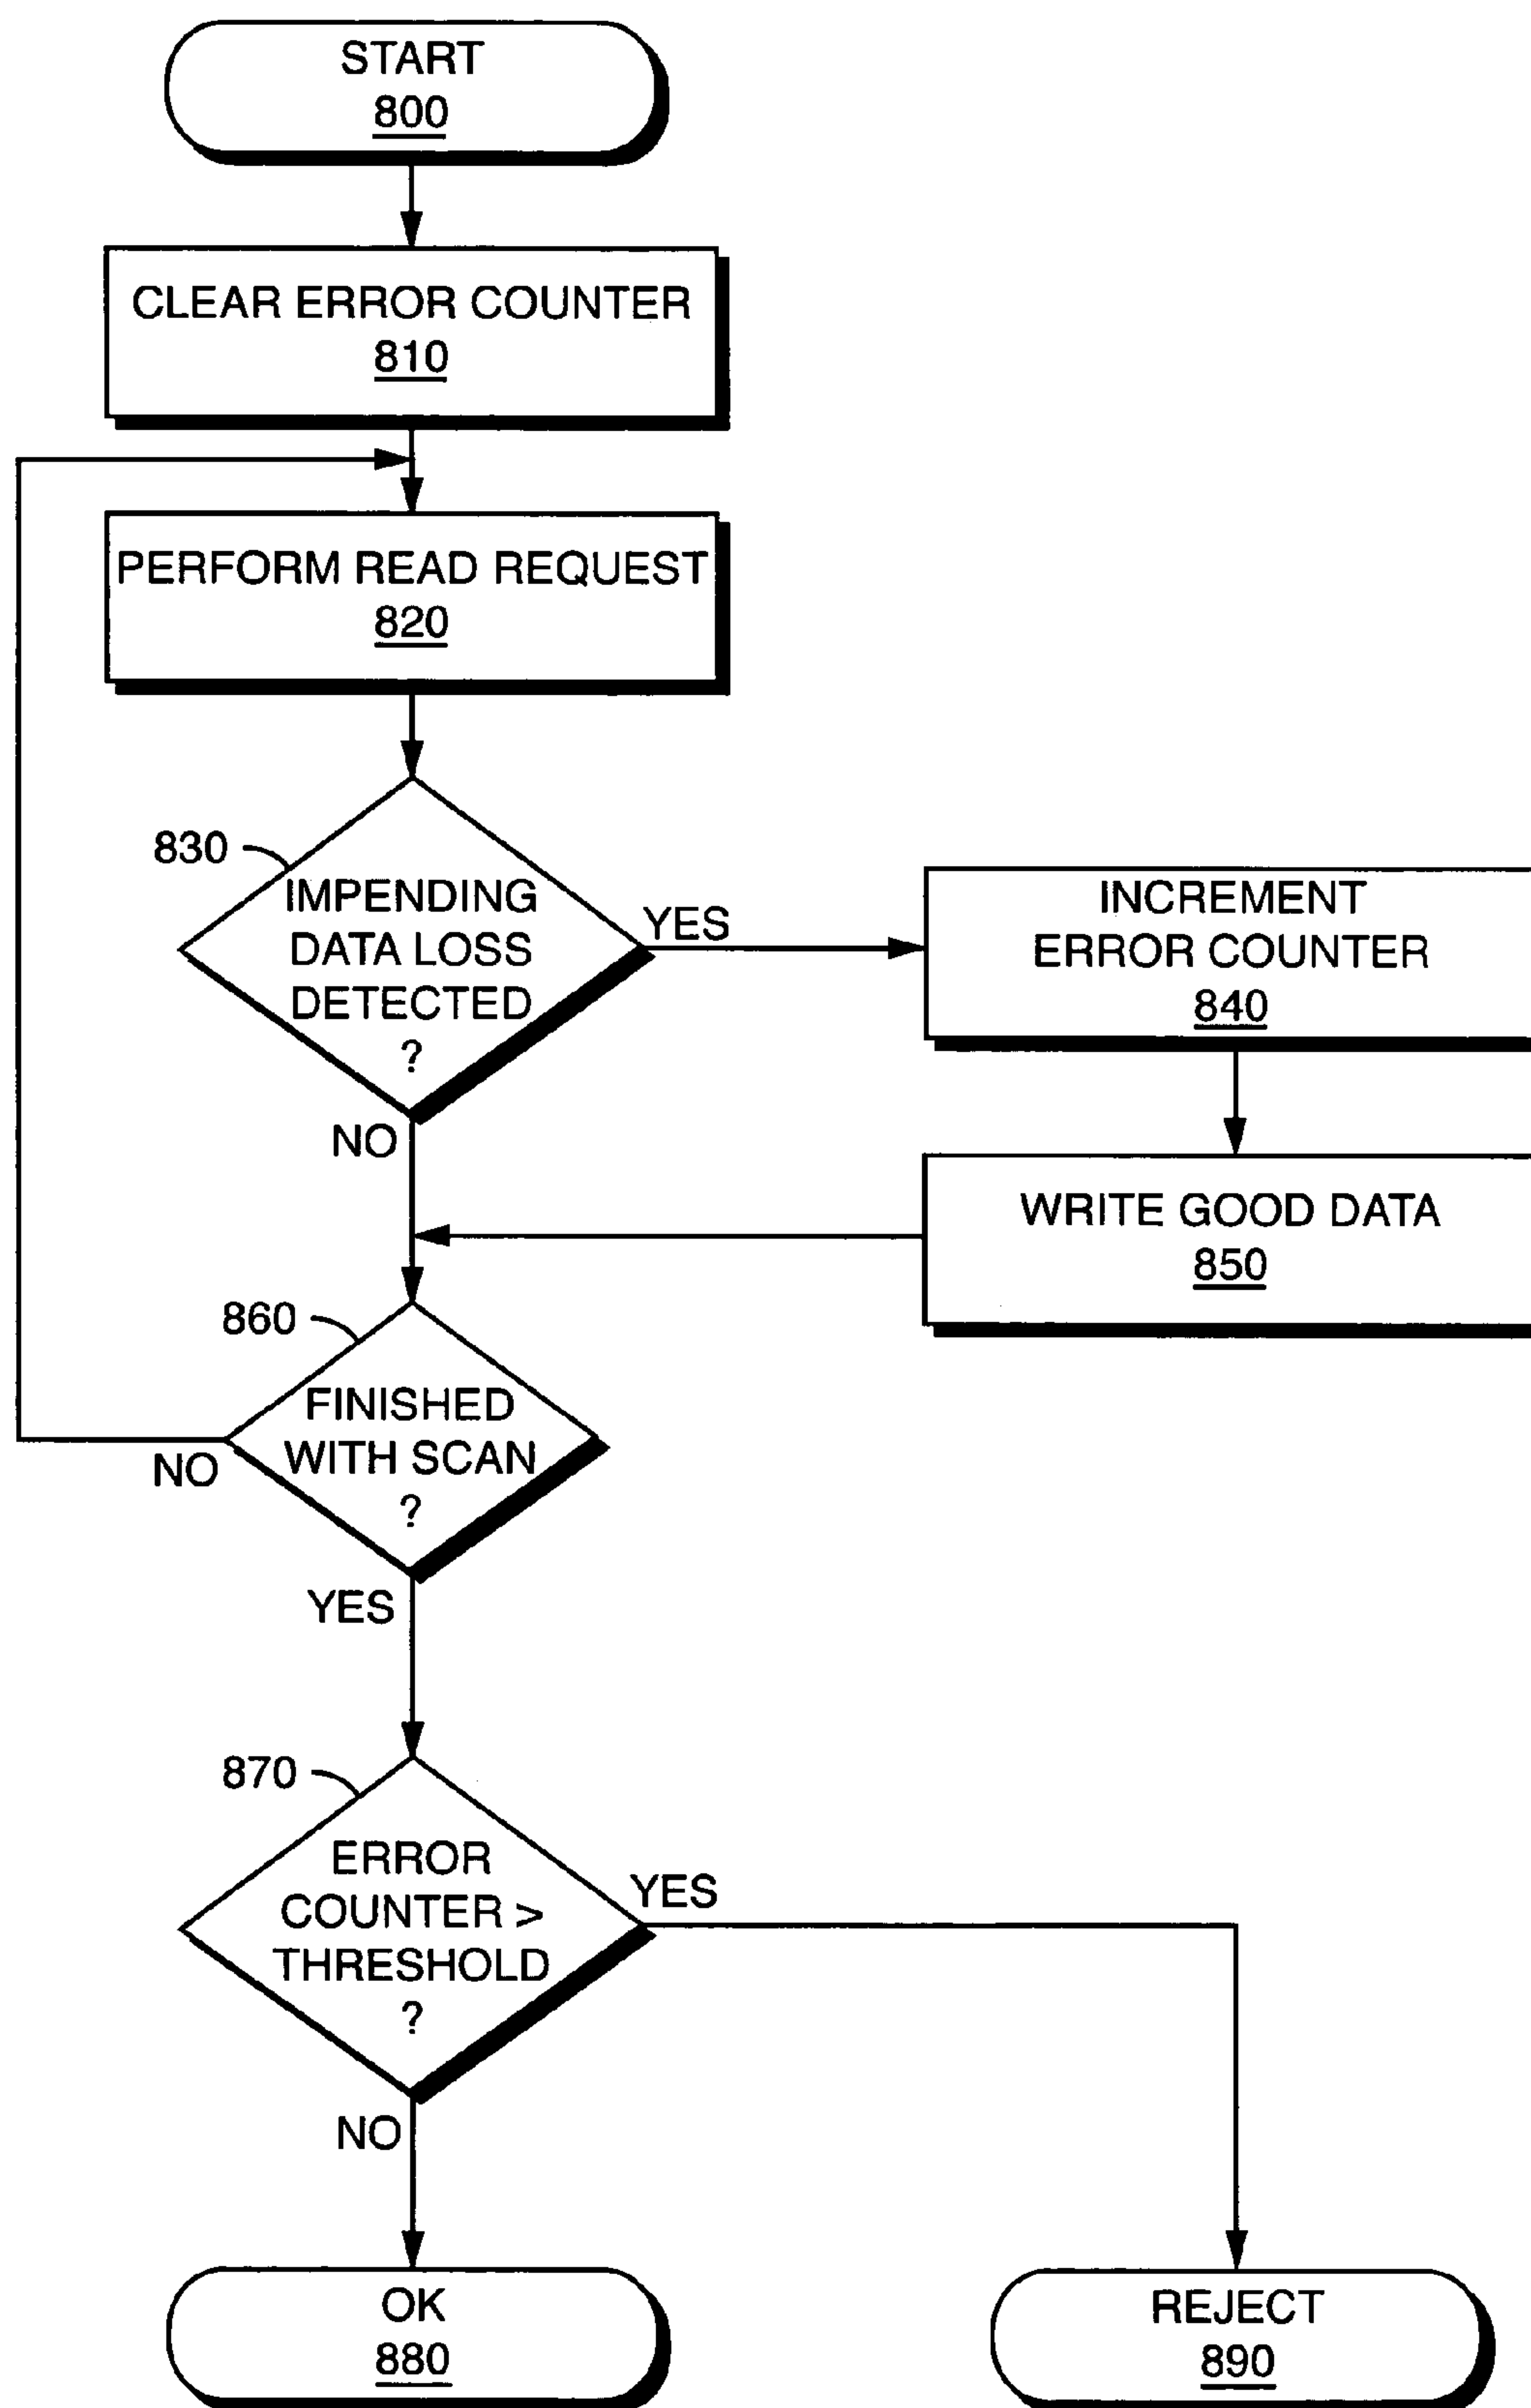 START
800
CLEAR ERROR COUNTER
810
PERFORM READ REQUEST
820
830
IMPENDING
DATA LOSS
DETECTED
?
YES
NO
INCREMENT
ERROR COUNTER
840
WRITE GOOD DATA
850
860
FINISHED
WITH SCAN
?
NO
YES
870
ERROR
COUNTER >
THRESHOLD
?
YES
NO
OK
880
REJECT
890